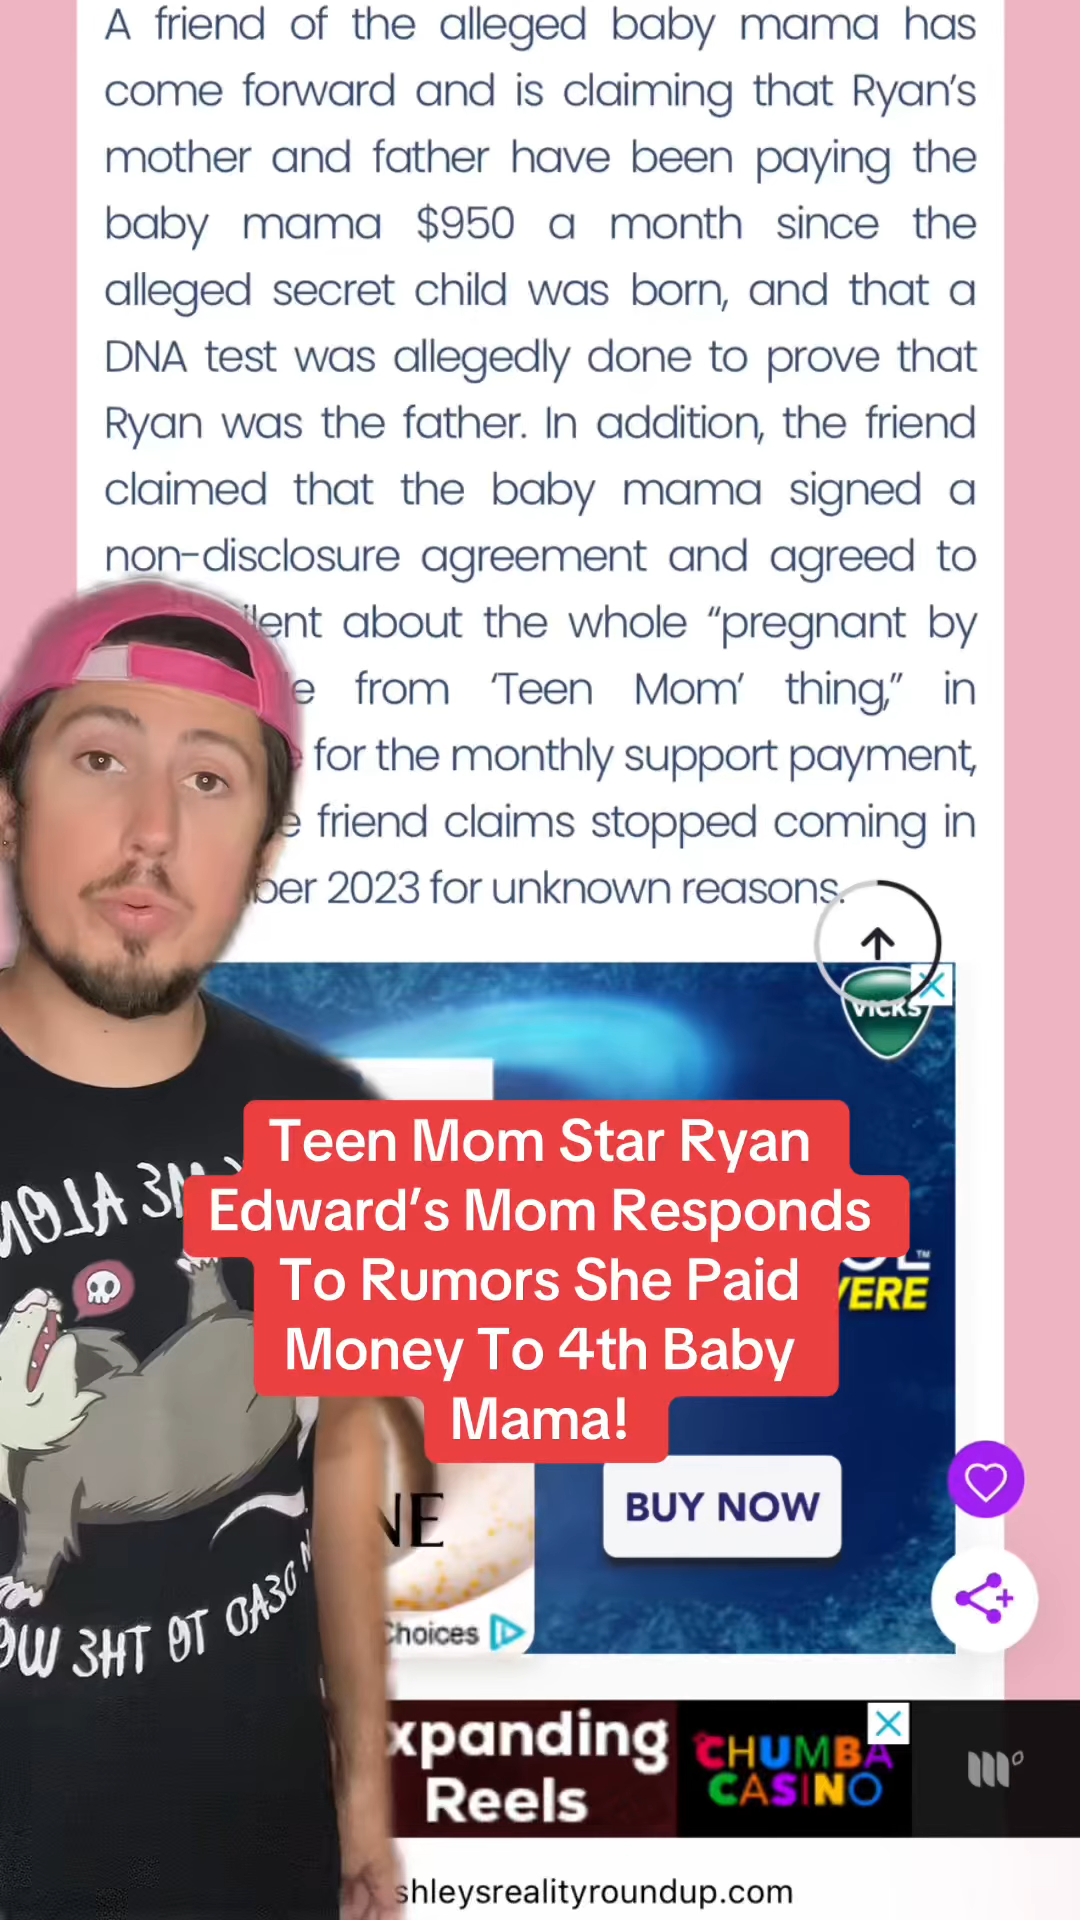 A friend of the alleged baby mama has
come forward and is claiming that Ryan's
mother and father have been paying the
baby mama $950 a month since the
alleged secret child was born, and that a
DNA test was allegedly done to prove that
Ryan was the father. In addition, the friend
claimed that the baby mama signed a
non-disclosure agreement and agreed to
about the whole "pregnant by
from 'Teen Mom' thing," in
for the monthly support payment,
friend claims stopped coming in
2023 for unknown reasons.
VICKS
Teen Mom Star Ryan
Edward's Mom Responds
To Rumors She Paid
Money To 4th Baby
Mama!
BUY NOW
Reels
CHUMBA
CASINO
shleysrealityroundup.com
TO THE
DEAD